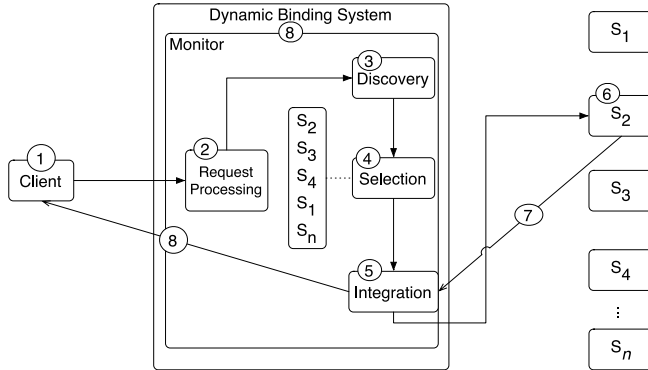 Dynamic Binding System
8
Monitor
3
Discovery
S1
6
S2
S2
S3
S4
S1
Sn
2
Request
Processing
4
Selection
1
Client
S3
7
8
5
Integration
S4
...
Sn